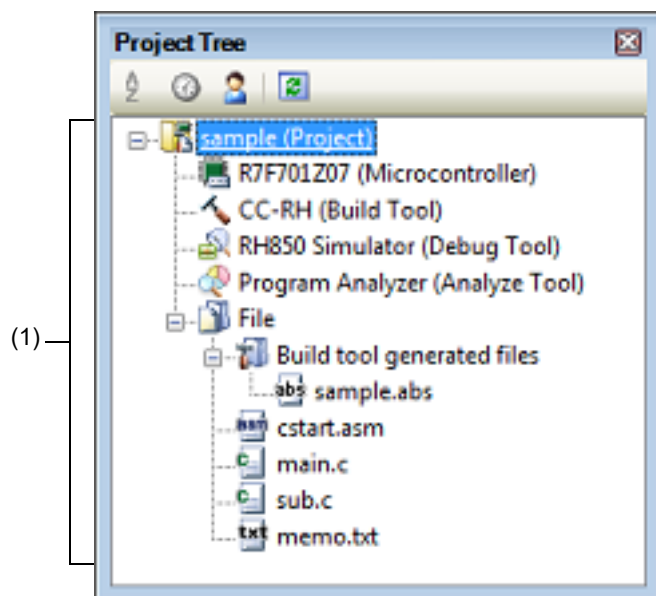 Project Tree
sample (Project)
R7F701Z07 (Microcontroller)
CC-RH (Build Tool)
RH850 Simulator (Debug Tool)
Program Analyzer (Analyze Tool)
(1)
File
Build tool generated files
abs sample.abs
asm cstart.asm
c main.c
c sub.c
txt memo.txt